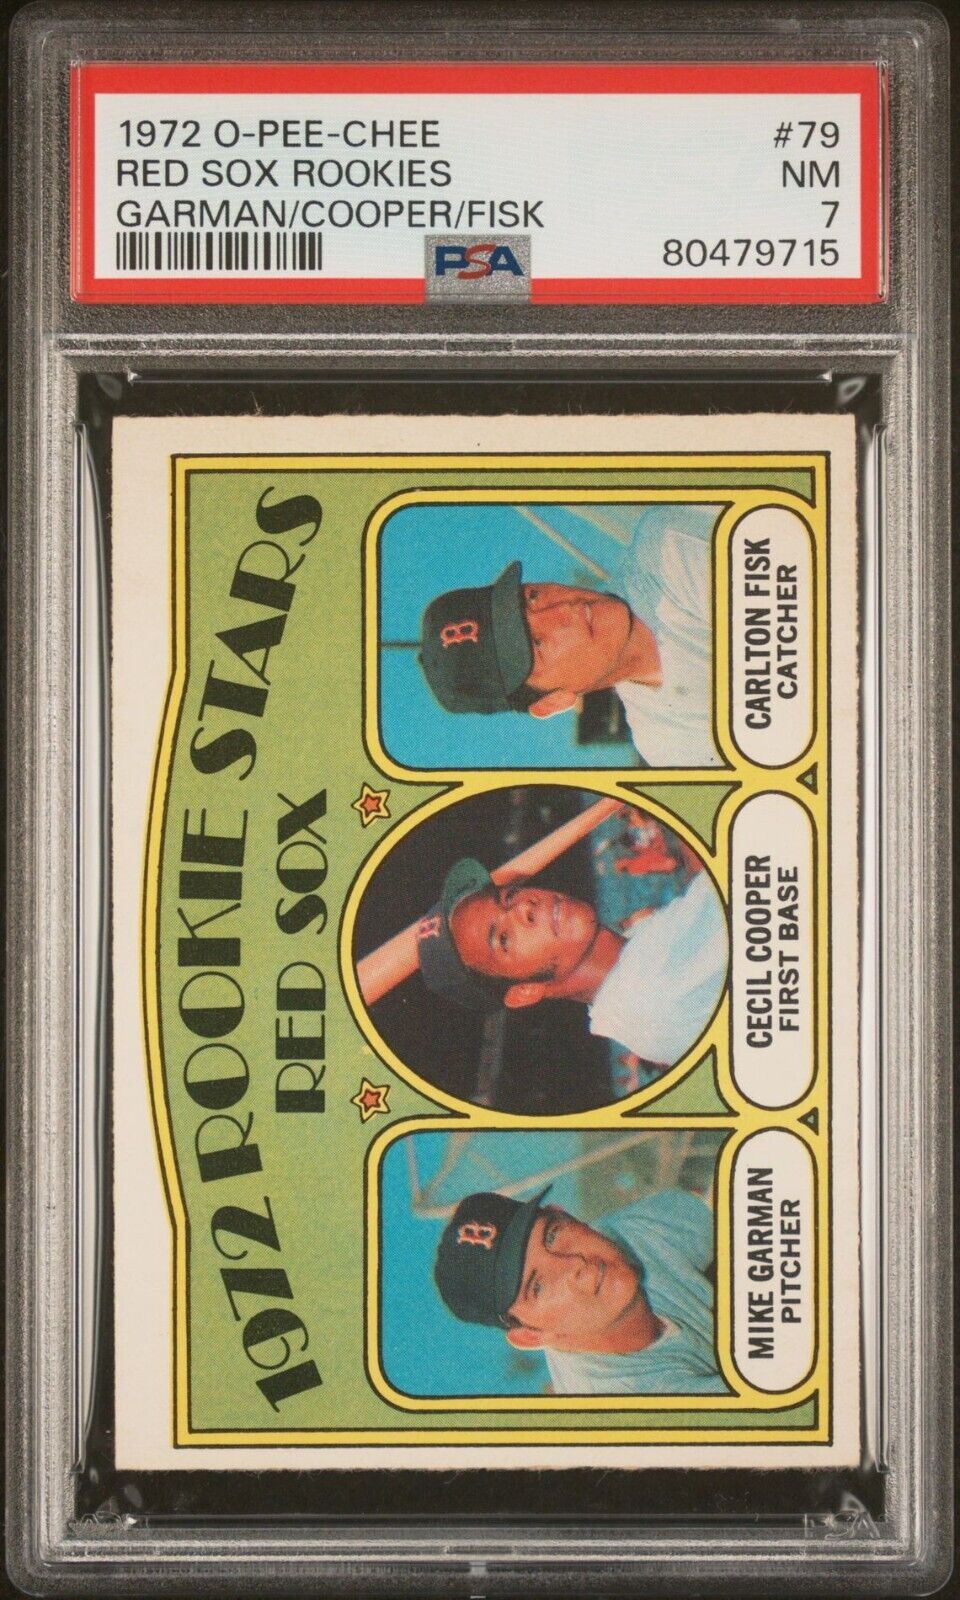 1972 O-PEE-CHEE #79
RED SOX ROOKIES NM
GARMAN/COOPER/FISK 7
PSA 80479715
1972 ROOKIE STARS
RED SOX
B
B
B
MIKE GARMAN
PITCHER
CECIL COOPER
FIRST BASE
CARLTON FISK
CATCHER
PSA